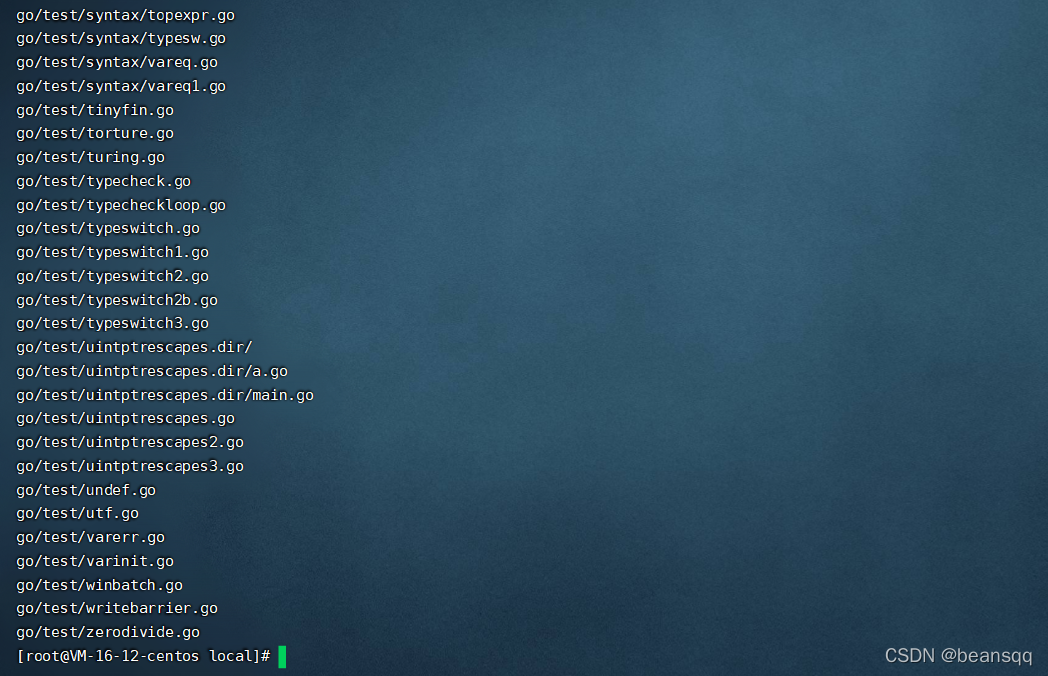 go/test/syntax/topexpr.go
go/test/syntax/typesw.go
go/test/syntax/vareq.go
go/test/syntax/vareq1.go
go/test/tinyfin.go
go/test/torture.go
go/test/turing.go
go/test/typecheck.go
go/test/typecheckloop.go
go/test/typeswitch.go
go/test/typeswitch1.go
go/test/typeswitch2.go
go/test/typeswitch2b.go
go/test/typeswitch3.go
go/test/uintptrescapes.dir/
go/test/uintptrescapes.dir/a.go
go/test/uintptrescapes.dir/main.go
go/test/uintptrescapes.go
go/test/uintptrescapes2.go
go/test/uintptrescapes3.go
go/test/undef.go
go/test/utf.go
go/test/varerr.go
go/test/varinit.go
go/test/winbatch.go
go/test/writebarrier.go
go/test/zerodivide.go
[root@VM-16-12-centos local]#
CSDN @beansqq